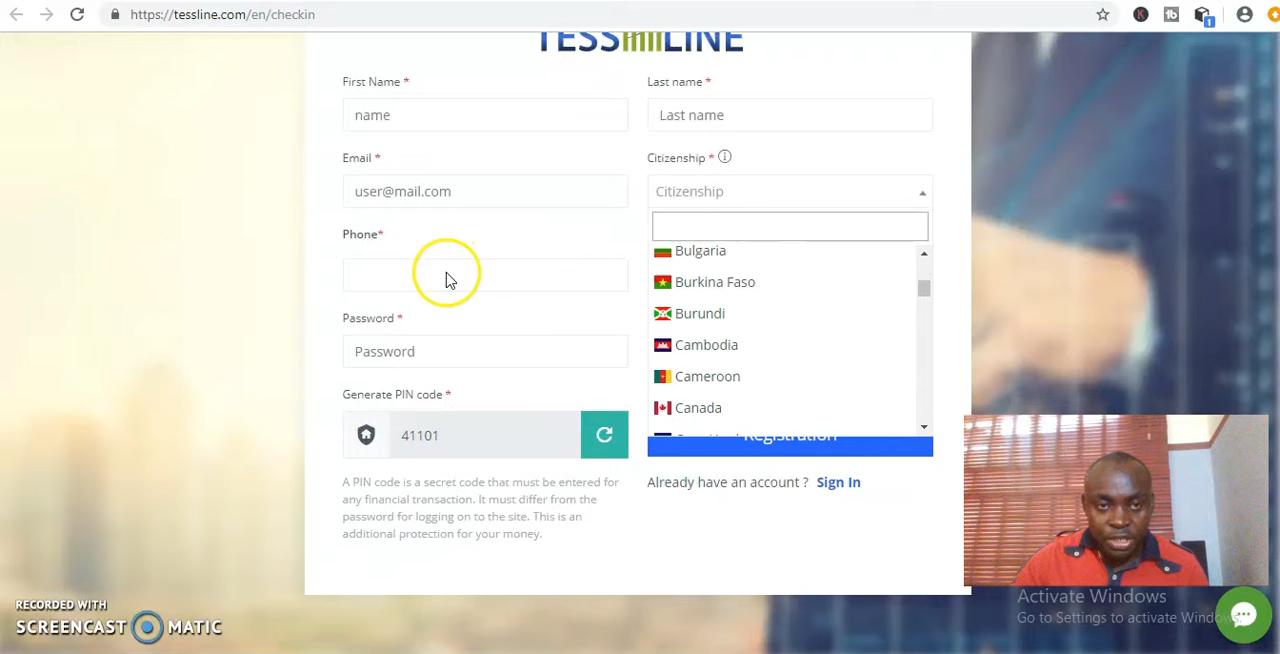 https://tessline.com/en/checkin
TESSLINE
First Name *
Last name *
name
Last name
Email *
Citizenship *
user@mail.com
Citizenship
Phone*
Bulgaria
Burkina Faso
Burundi
Cambodia
Cameroon
Canada
Password *
Password
Generate PIN code *
41101
Registration
A PIN code is a secret code that must be entered for
any financial transaction. It must differ from the
password for logging on to the site. This is an
additional protection for your money.
Already have an account ? Sign In
RECORDED WITH
SCREENCAST MATIC
Activate Windows
Go to Settings to activate Windows.